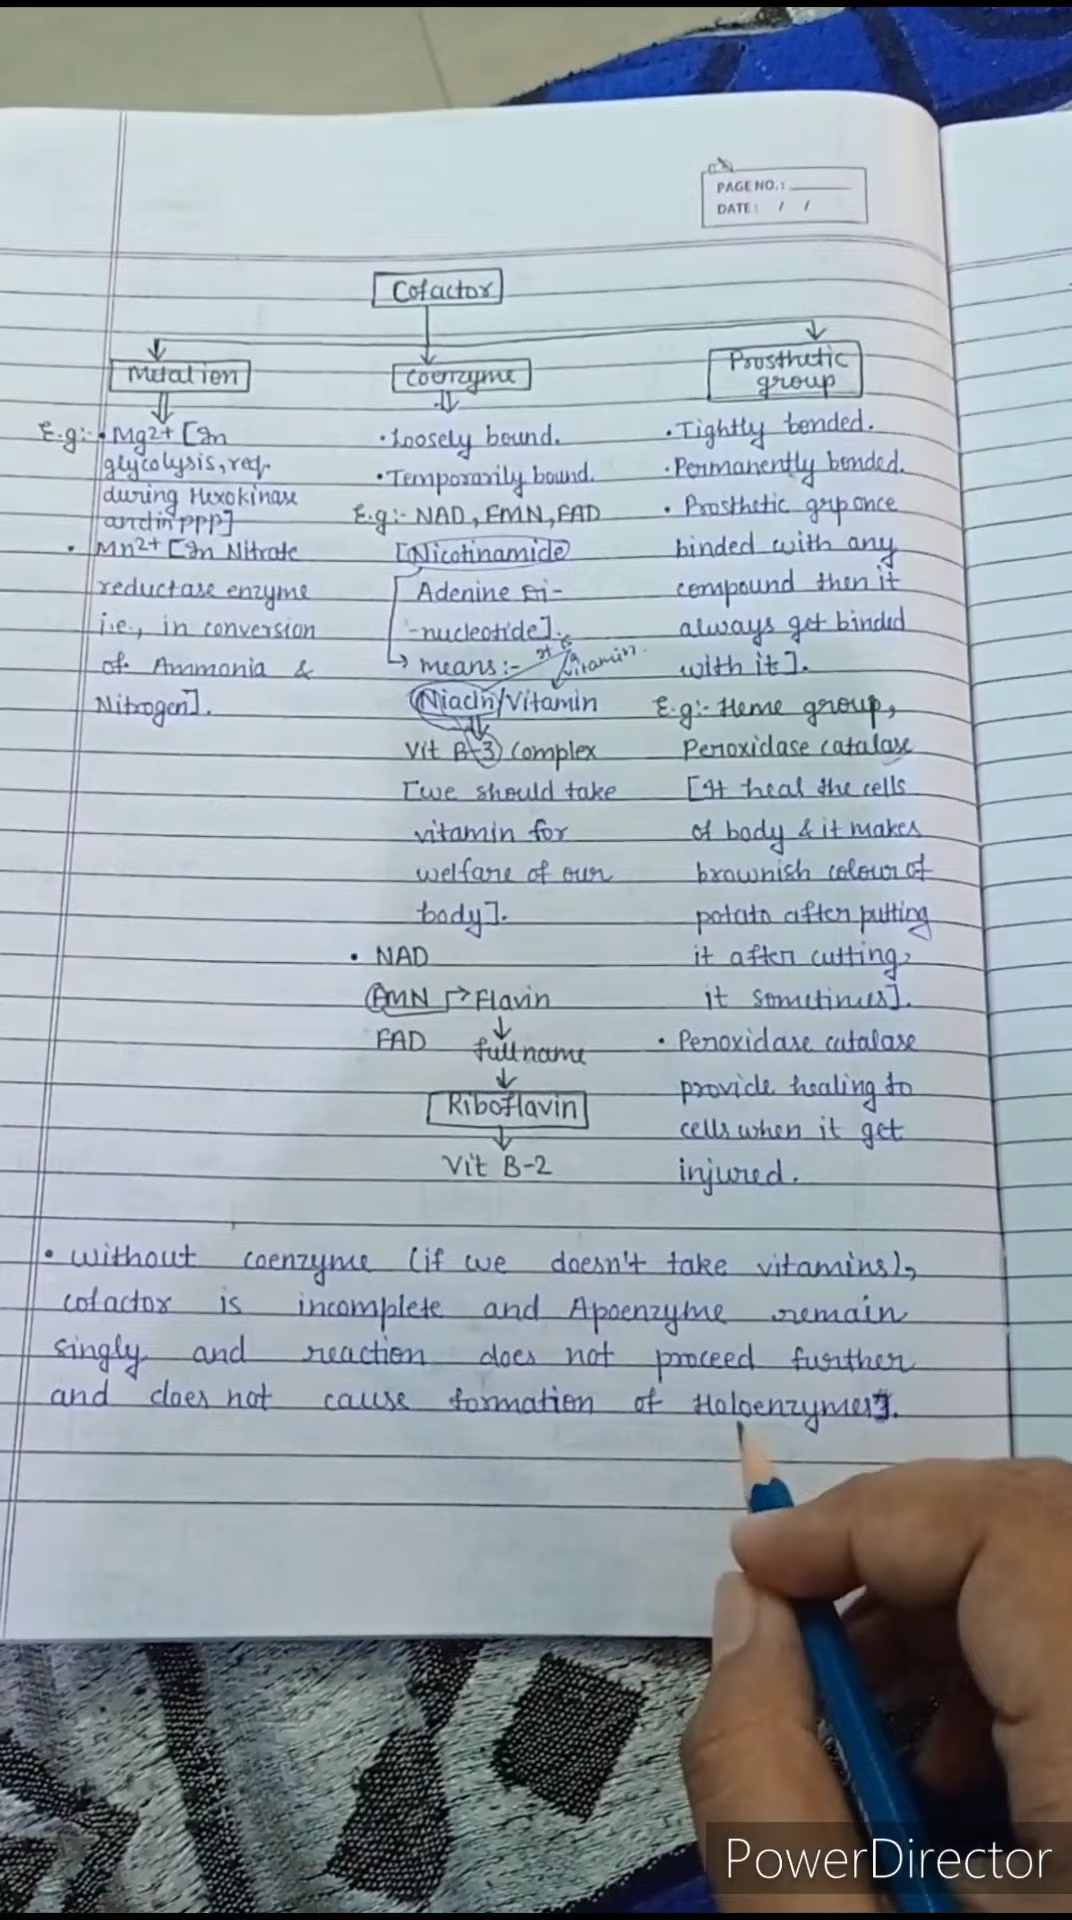 PAGE NO.:
DATE: / /
Cofactor
Metal ion
Coenzyme
Prosthetic
group
E.g:- • Mg2+ [In
glycolysis, req.
during Hexokinase
and in PPP]
• Mn2+ [In Nitrate
reductase enzyme
i.e., in conversion
of Ammonia &
Nitrogen].
• Loosely bound.
• Temporarily bound.
E.g:- NAD, FMN, FAD
[Nicotinamide
Adenine Di-
-nucleotide].
→ means:-
vitamin.
Niacin/Vitamin
Vit B-3 Complex
[we should take
vitamin for
welfare of our
body].
• NAD
FMN → Flavin
FAD
full name
Riboflavin
Vit B-2
• Tightly bonded.
• Permanently bonded.
• Prosthetic grp once
binded with any
compound then it
always get binded
with it].
E.g:- Heme group,
Peroxidase catalase
[It heal the cells
of body & it makes
brownish colour of
potato after putting
it after cutting,
it sometimes].
• Peroxidase catalase
provide healing to
cells when it get
injured.
• without coenzyme (if we doesn't take vitamins),
cofactor is incomplete and Apoenzyme remain
singly and reaction does not proceed further
and does not cause formation of Holoenzymes].
PowerDirector